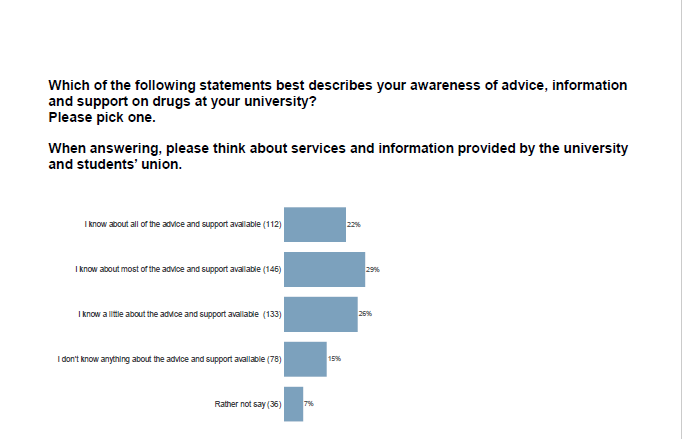 Which of the following statements best describes your awareness of advice, information
and support on drugs at your university?
Please pick one.
When answering, please think about services and information provided by the university
and students’ union.
I know about all of the advice and support available (112)
22%
I know about most of the advice and support available (146)
29%
I know a little about the advice and support available (133)
26%
I don't know anything about the advice and support available (78)
15%
Rather not say (36)
7%